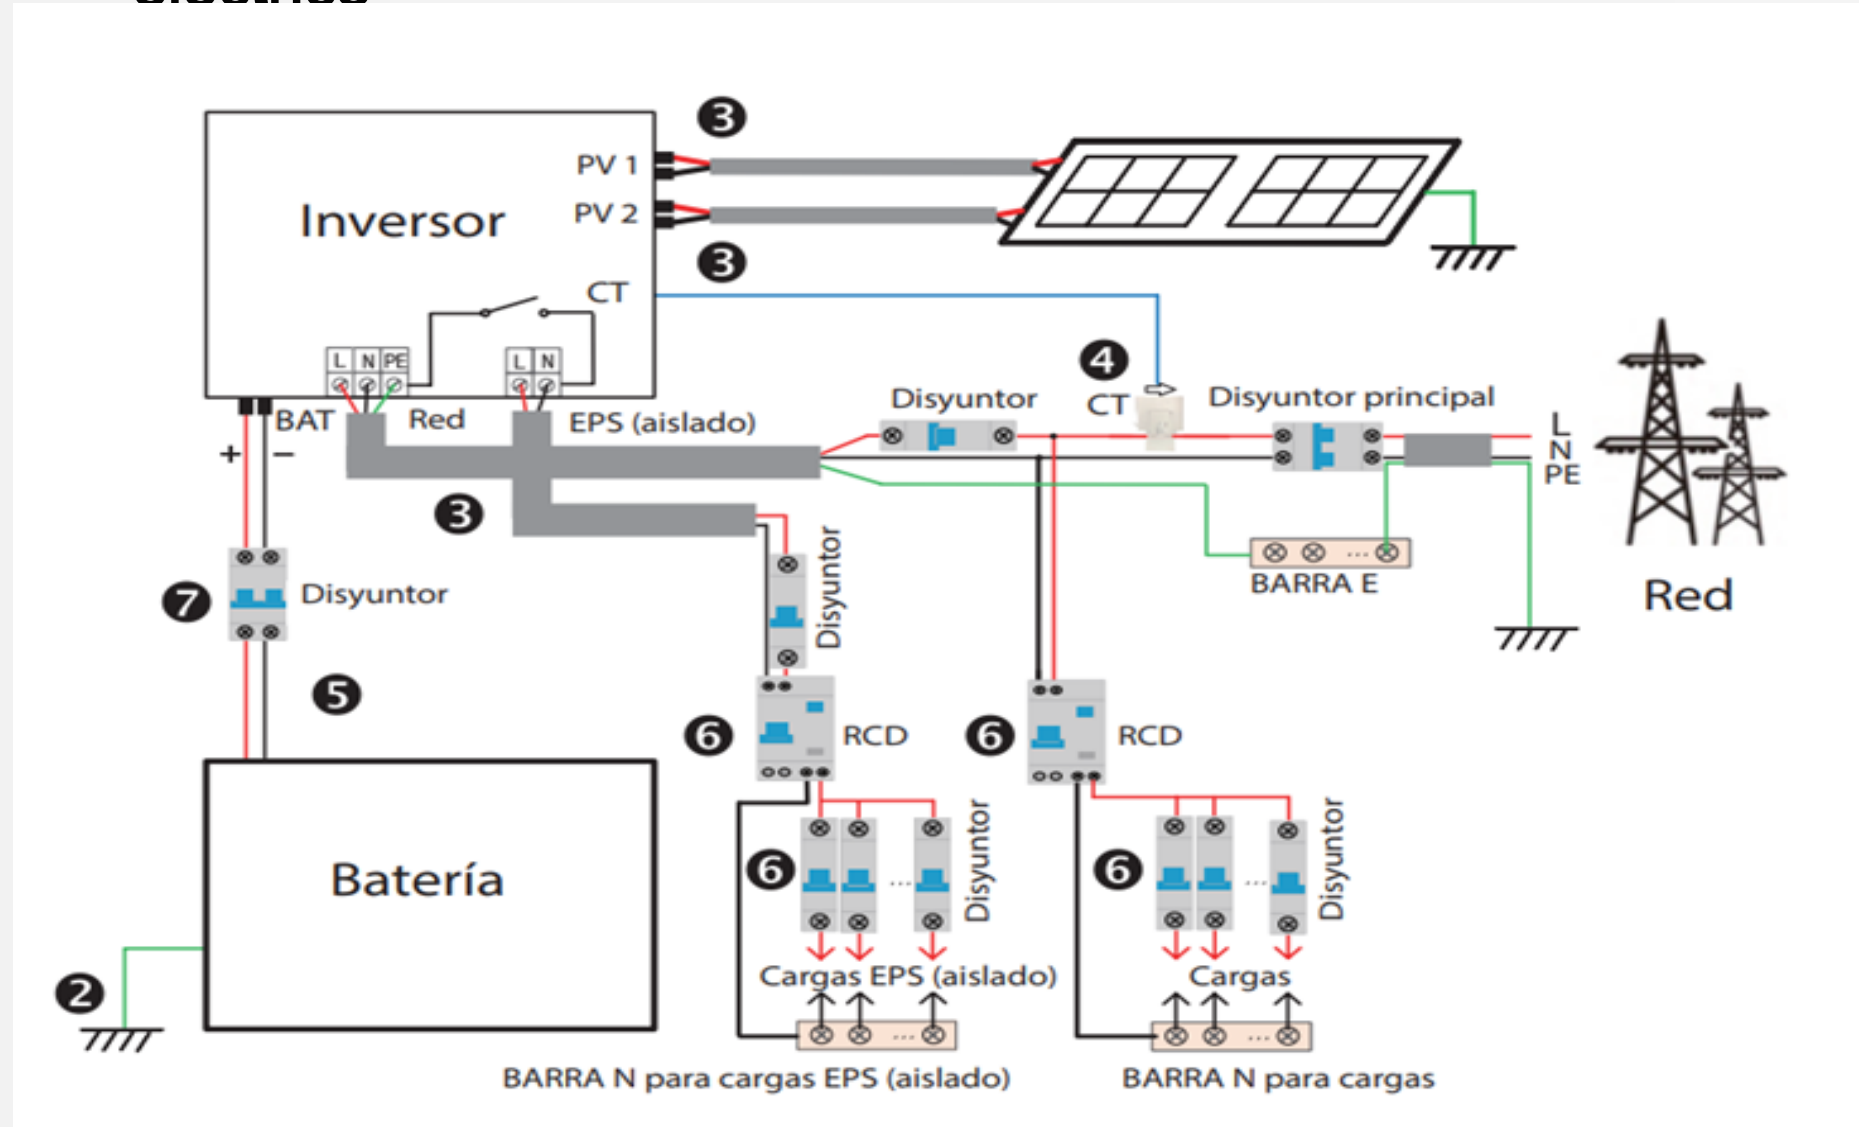 3
PV 1
Inversor
PV 2
3
CT
L N PE
L N
4
BAT
Red
EPS (aislado)
Disyuntor
CT
Disyuntor principal
L
N
PE
+ −
3
Disyuntor
BARRA E
Red
7
Disyuntor
5
6
RCD
6
RCD
Batería
6
...
Disyuntor
6
...
Disyuntor
Cargas EPS (aislado)
Cargas
2
...
...
...
BARRA N para cargas EPS (aislado)
BARRA N para cargas